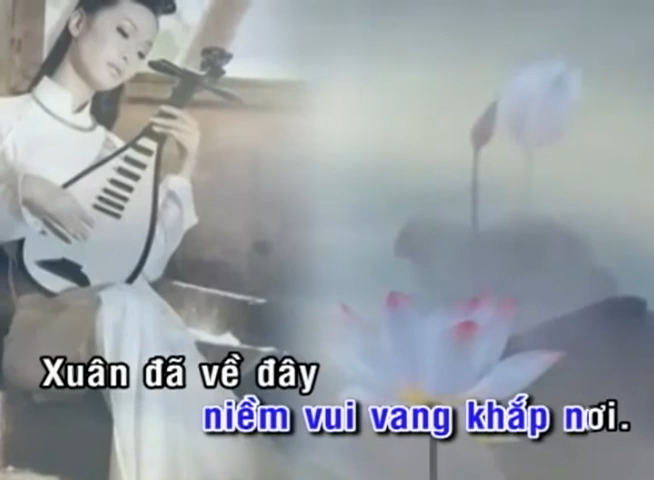 Xuân đã về đây
niềm vui vang khắp nơi.